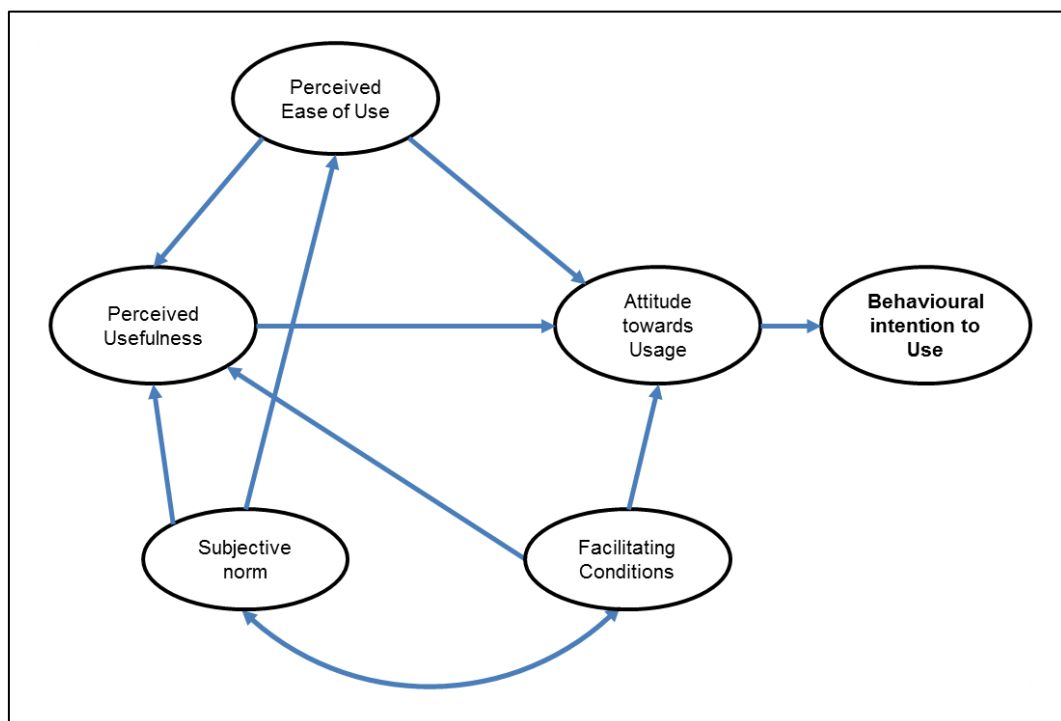 Perceived
Ease of Use
Perceived
Usefulness
Attitude
towards
Usage
Behavioural
intention to
Use
Subjective
norm
Facilitating
Conditions